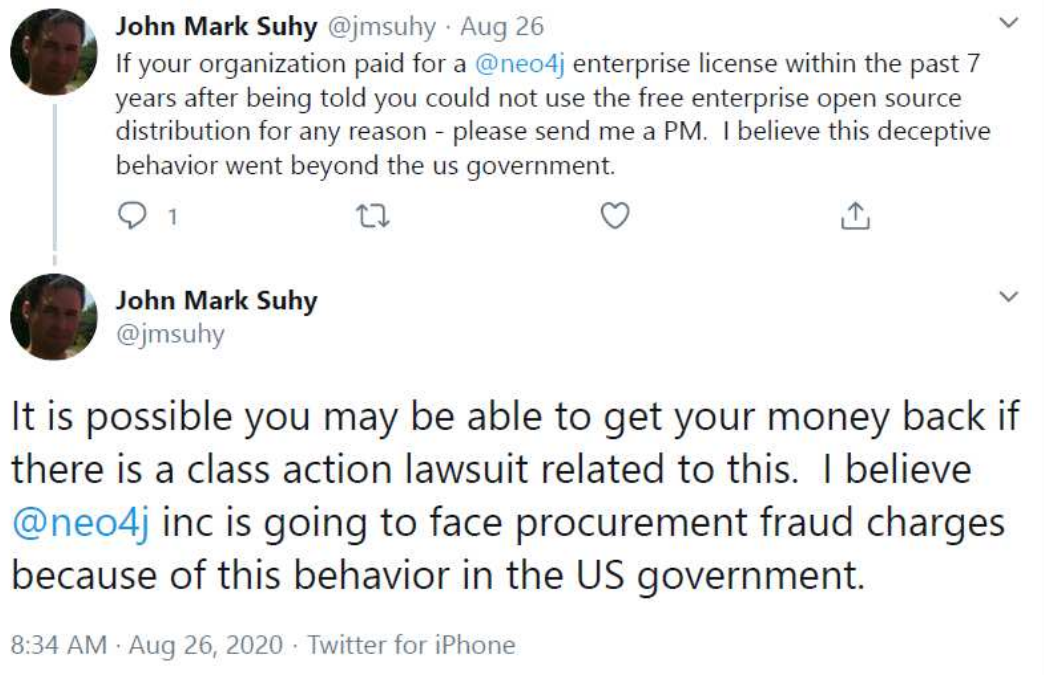 John Mark Suhy @jmsuhy · Aug 26
If your organization paid for a @neo4j enterprise license within the past 7
years after being told you could not use the free enterprise open source
distribution for any reason - please send me a PM.  I believe this deceptive
behavior went beyond the us government.
1
John Mark Suhy
@jmsuhy
It is possible you may be able to get your money back if
there is a class action lawsuit related to this.  I believe
@neo4j inc is going to face procurement fraud charges
because of this behavior in the US government.
8:34 AM · Aug 26, 2020 · Twitter for iPhone